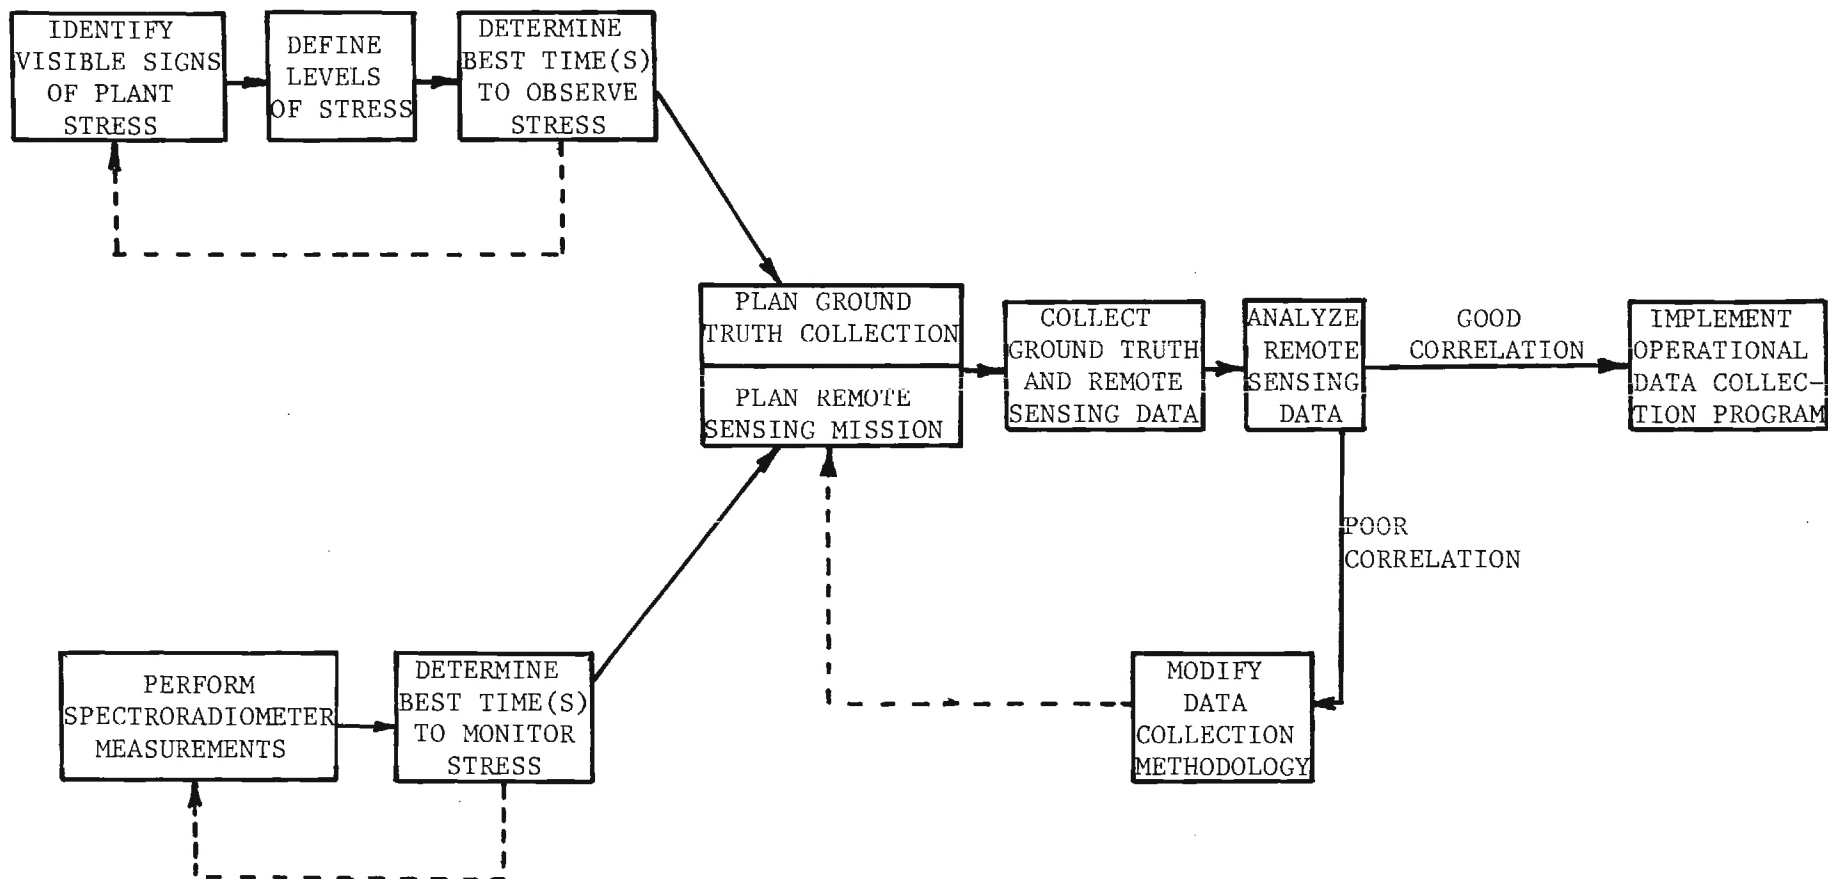 IDENTIFY
VISIBLE SIGNS
OF PLANT
STRESS
DEFINE
LEVELS
OF STRESS
DETERMINE
BEST TIME(S)
TO OBSERVE
STRESS
PLAN GROUND
TRUTH COLLECTION
PLAN REMOTE
SENSING MISSION
COLLECT
GROUND TRUTH
AND REMOTE
SENSING DATA
ANALYZE
REMOTE
SENSING
DATA
GOOD
CORRELATION
IMPLEMENT
OPERATIONAL
DATA COLLEC-
TION PROGRAM
POOR
CORRELATION
PERFORM
SPECTRORADIOMETER
MEASUREMENTS
DETERMINE
BEST TIME(S)
TO MONITOR
STRESS
MODIFY
DATA
COLLECTION
METHODOLOGY